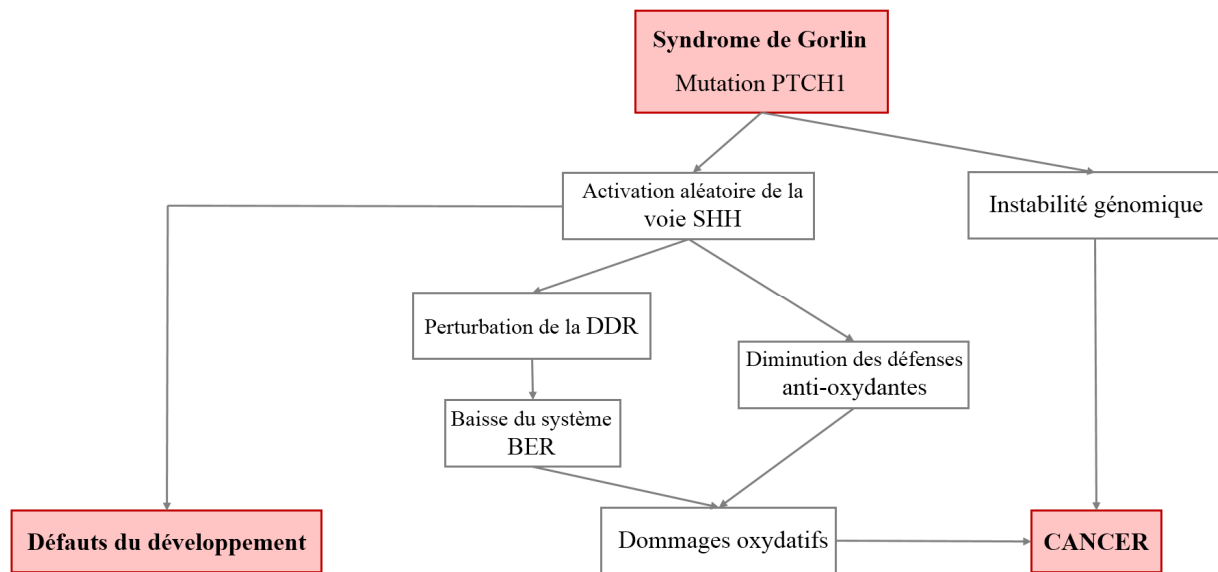 Syndrome de Gorlin
Mutation PTCH1
Activation aléatoire de la
voie SHH
Instabilité génomique
Perturbation de la DDR
Diminution des défenses
anti-oxydantes
Baisse du système
BER
Défauts du développement
Dommages oxydatifs
CANCER